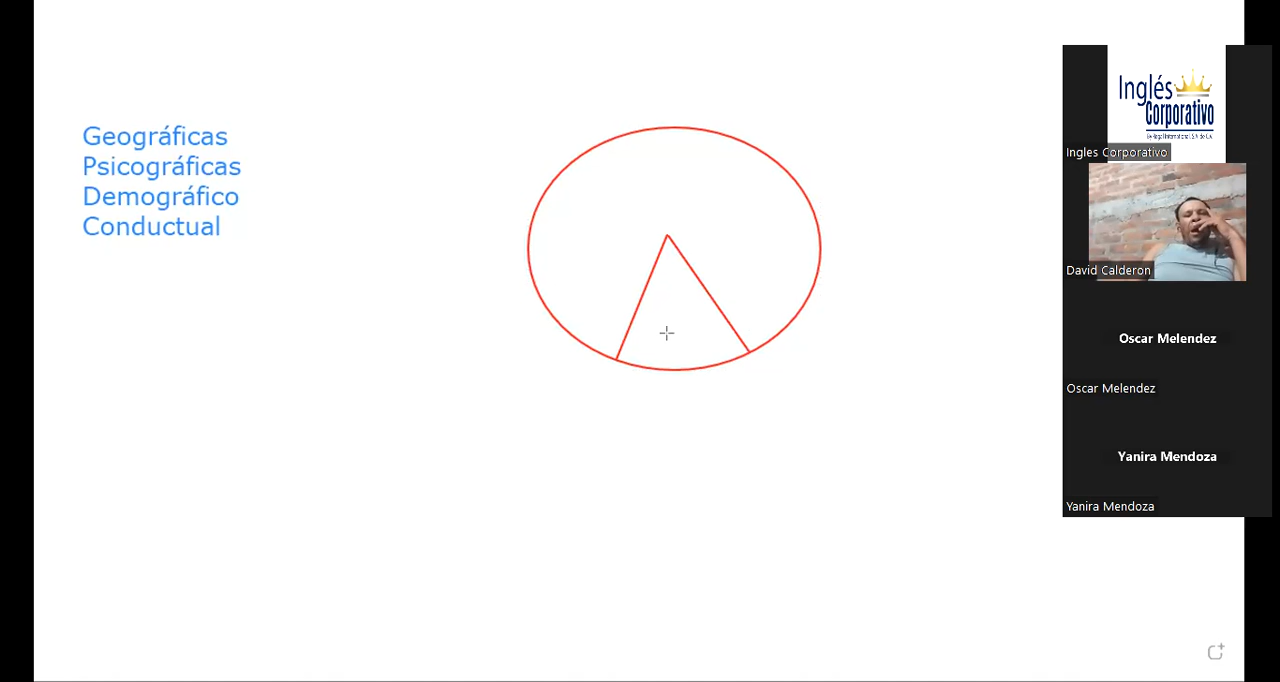 Geográficas
Psicográficas
Demográfico
Conductual
Inglés
Corporativo
Ingles Corporativo
David Calderon
Oscar Melendez
Oscar Melendez
Yanira Mendoza
Yanira Mendoza